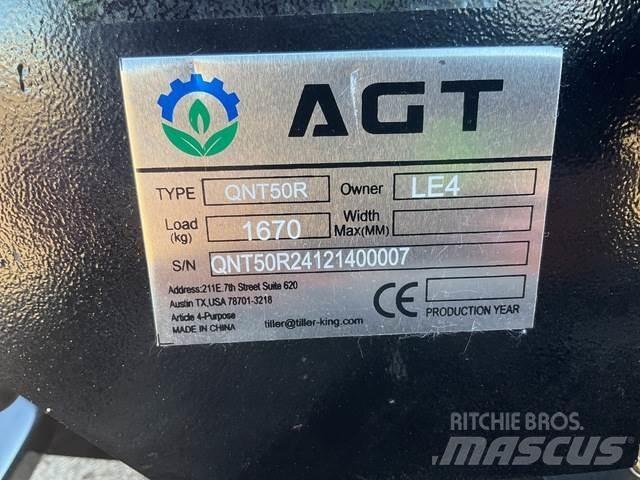 AGT
TYPE QNT50R Owner LE4
Load (kg) 1670 Width Max(MM)
S/N QNT50R24121400007
Address:211E.7th Street Suite 620
Austin TX,USA 78701-3218
Article 4-Purpose
MADE IN CHINA
tiller@tiller-king.com
CE
PRODUCTION YEAR
RITCHIE BROS.
MASCUS